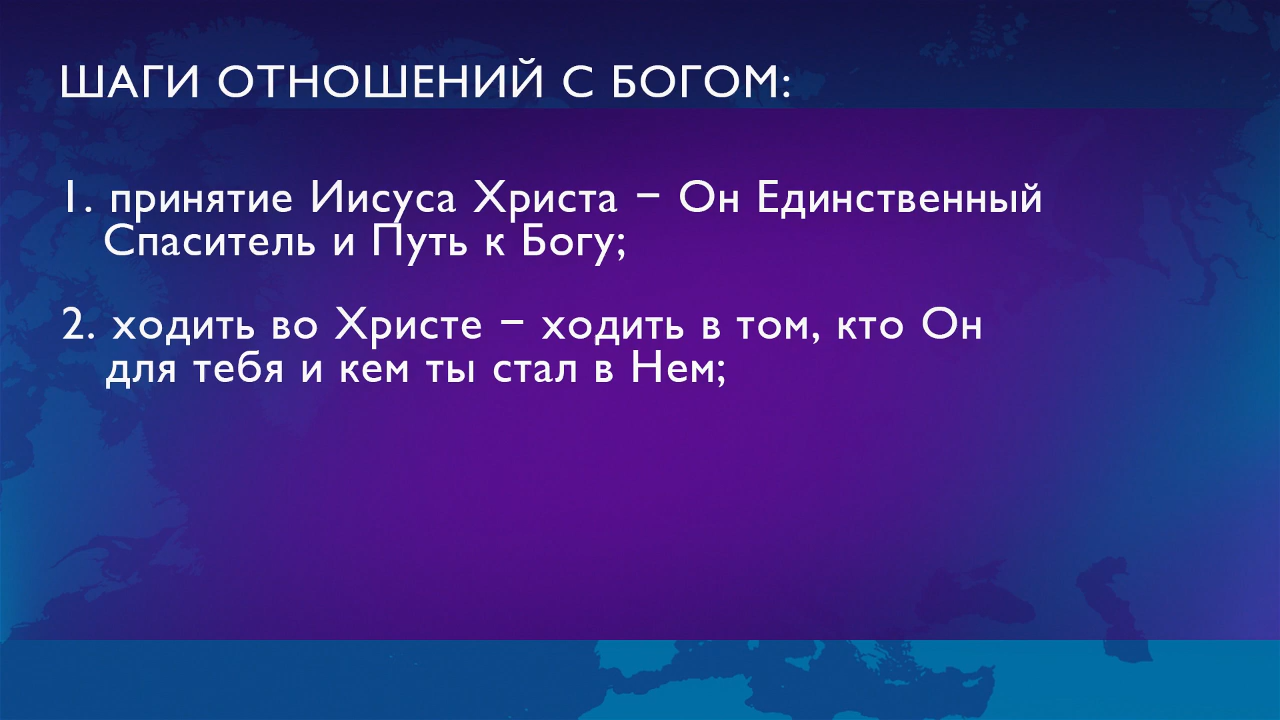 ШАГИ ОТНОШЕНИЙ С БОГОМ:
1. принятие Иисуса Христа – Он Единственный
Спаситель и Путь к Богу;
2. ходить во Христе – ходить в том, кто Он
для тебя и кем ты стал в Нем;